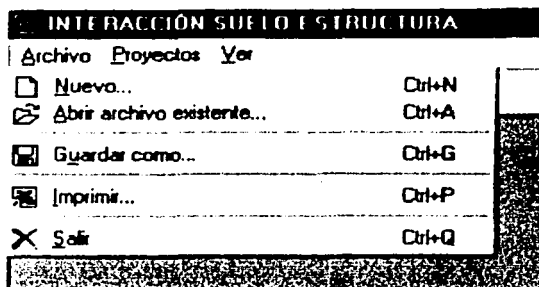 INTERACCIÓN SUELO ESTRUCTURA
Archivo Proyectos Ver
Nuevo... Ctrl+N
Abrir archivo existente... Ctrl+A
Guardar como... Ctrl+G
Imprimir... Ctrl+P
Salir Ctrl+Q